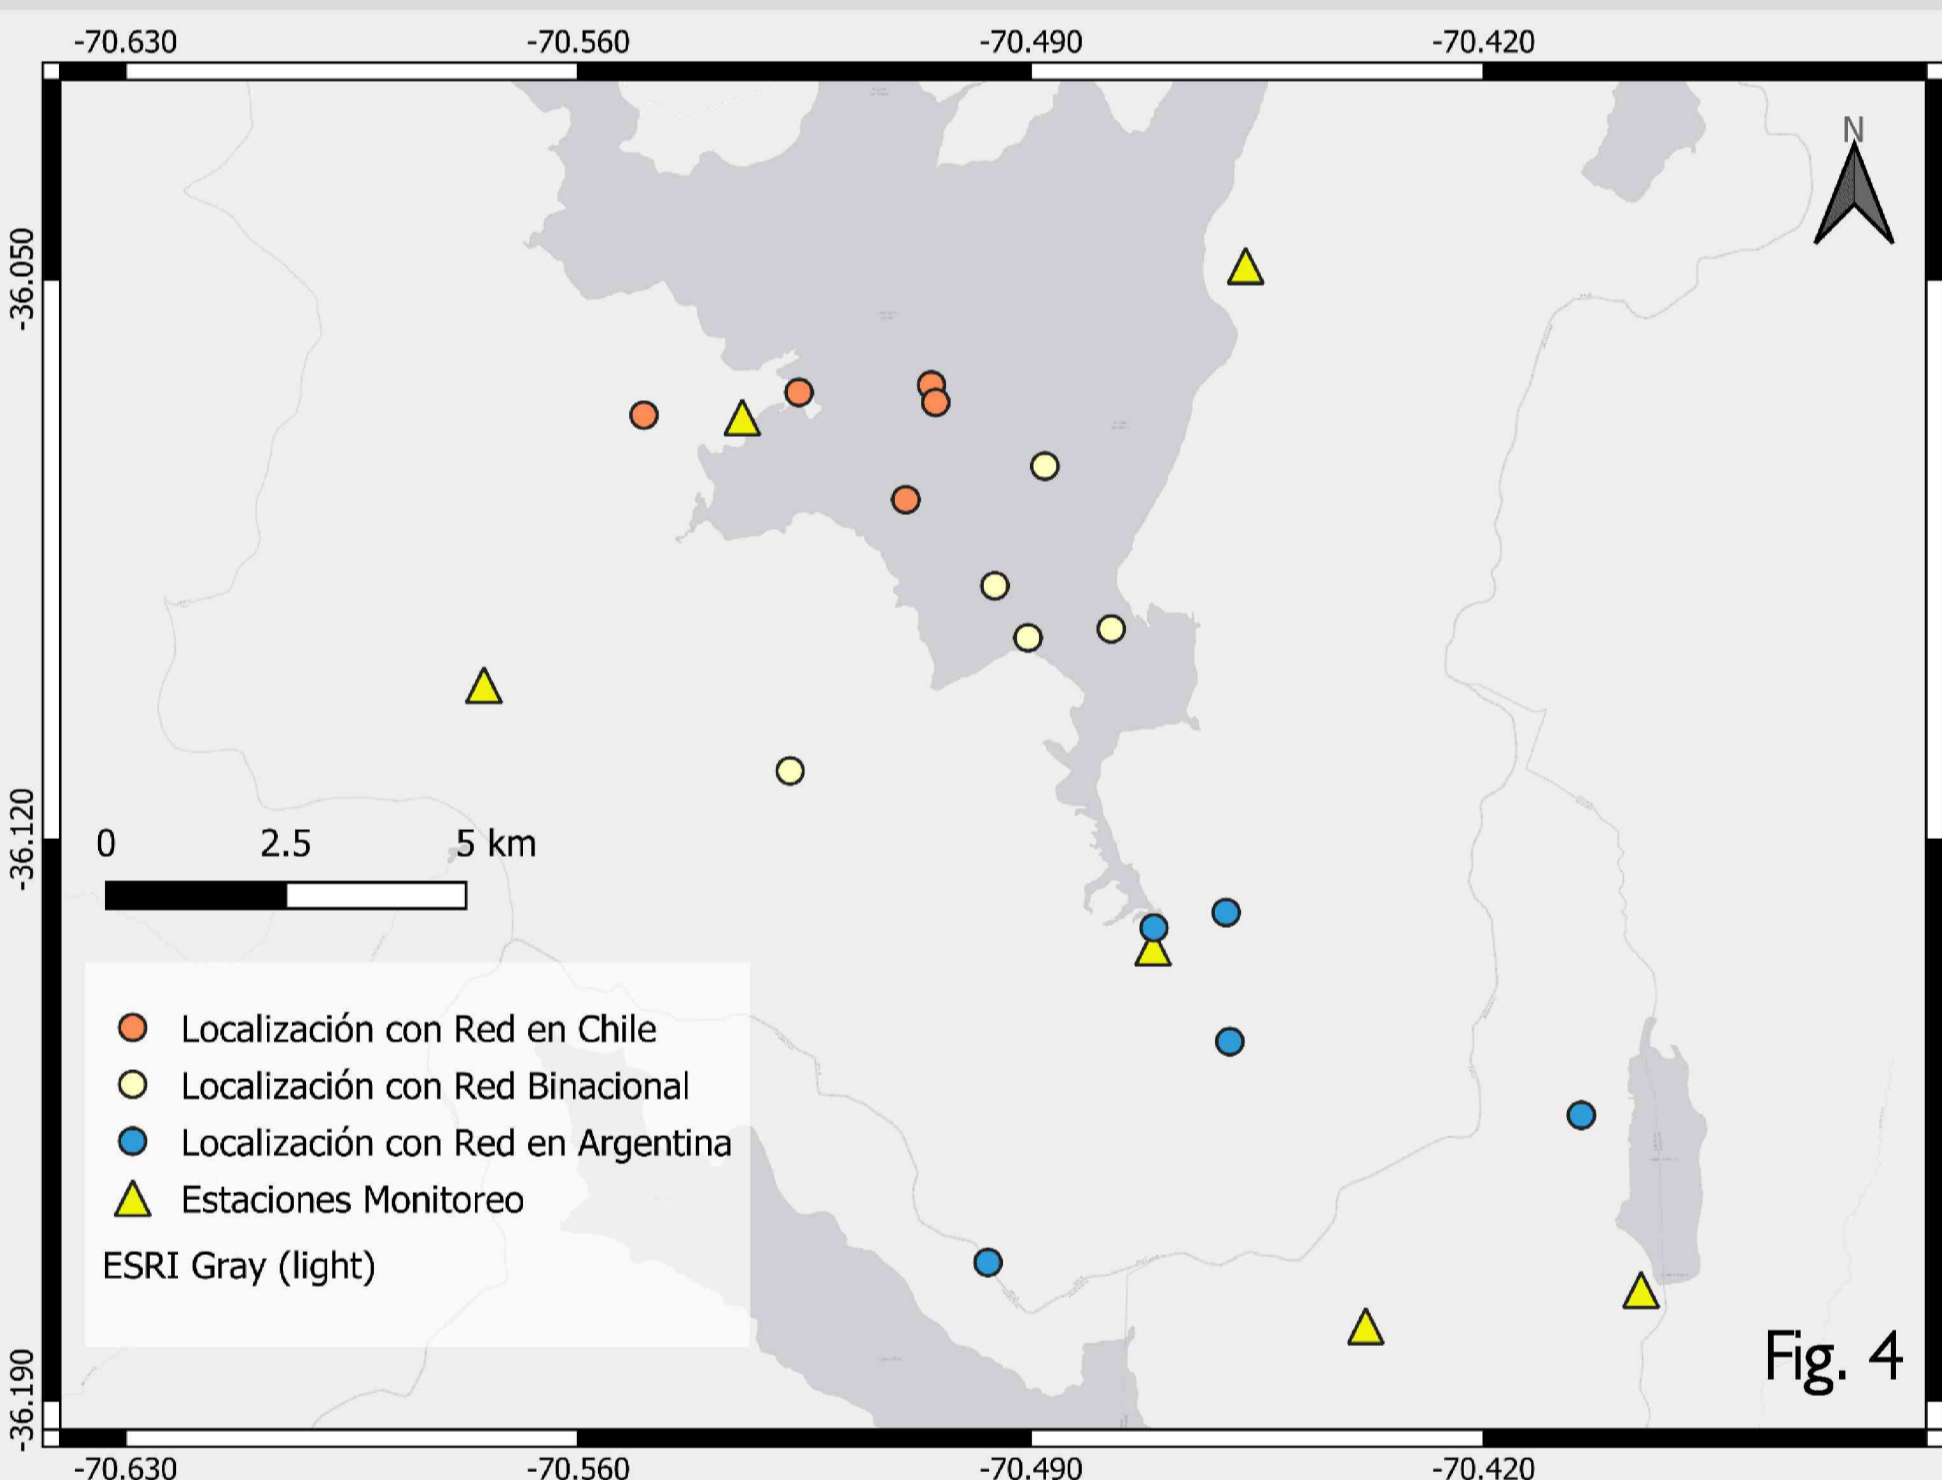 -70.630 -70.560 -70.490 -70.420
N
-36.050
-36.120
0 2.5 5 km
Localización con Red en Chile
Localización con Red Binacional
Localización con Red en Argentina
Estaciones Monitoreo
ESRI Gray (light)
Fig. 4
-36.190
-70.630 -70.560 -70.490 -70.420